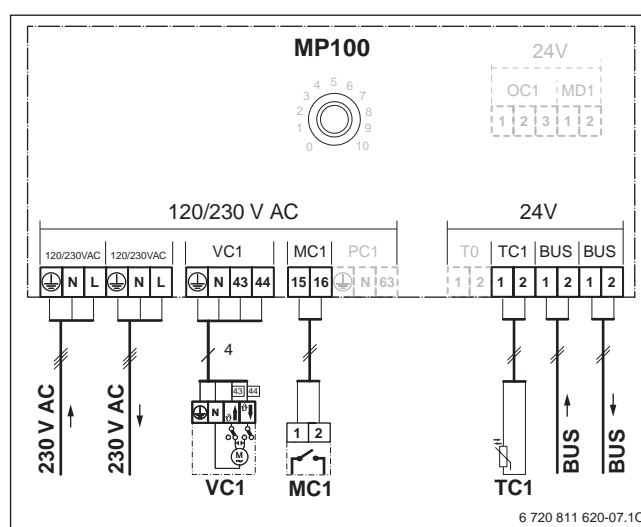 MP100
24V
OC1 MD1
1 2 3 1 2
0 1 2 3 4 5 6 7 8 9 10
120/230 V AC
24V
120/230VAC 120/230VAC VC1 MC1 PC1 T0 TC1 BUS BUS
N L N L N 43 44 15 16 N 63 1 2 1 2 1 2 1 2
4
43 44
N
M
1 2
230 V AC
230 V AC
VC1
MC1
TC1
BUS
BUS
6 720 811 620-07.1O